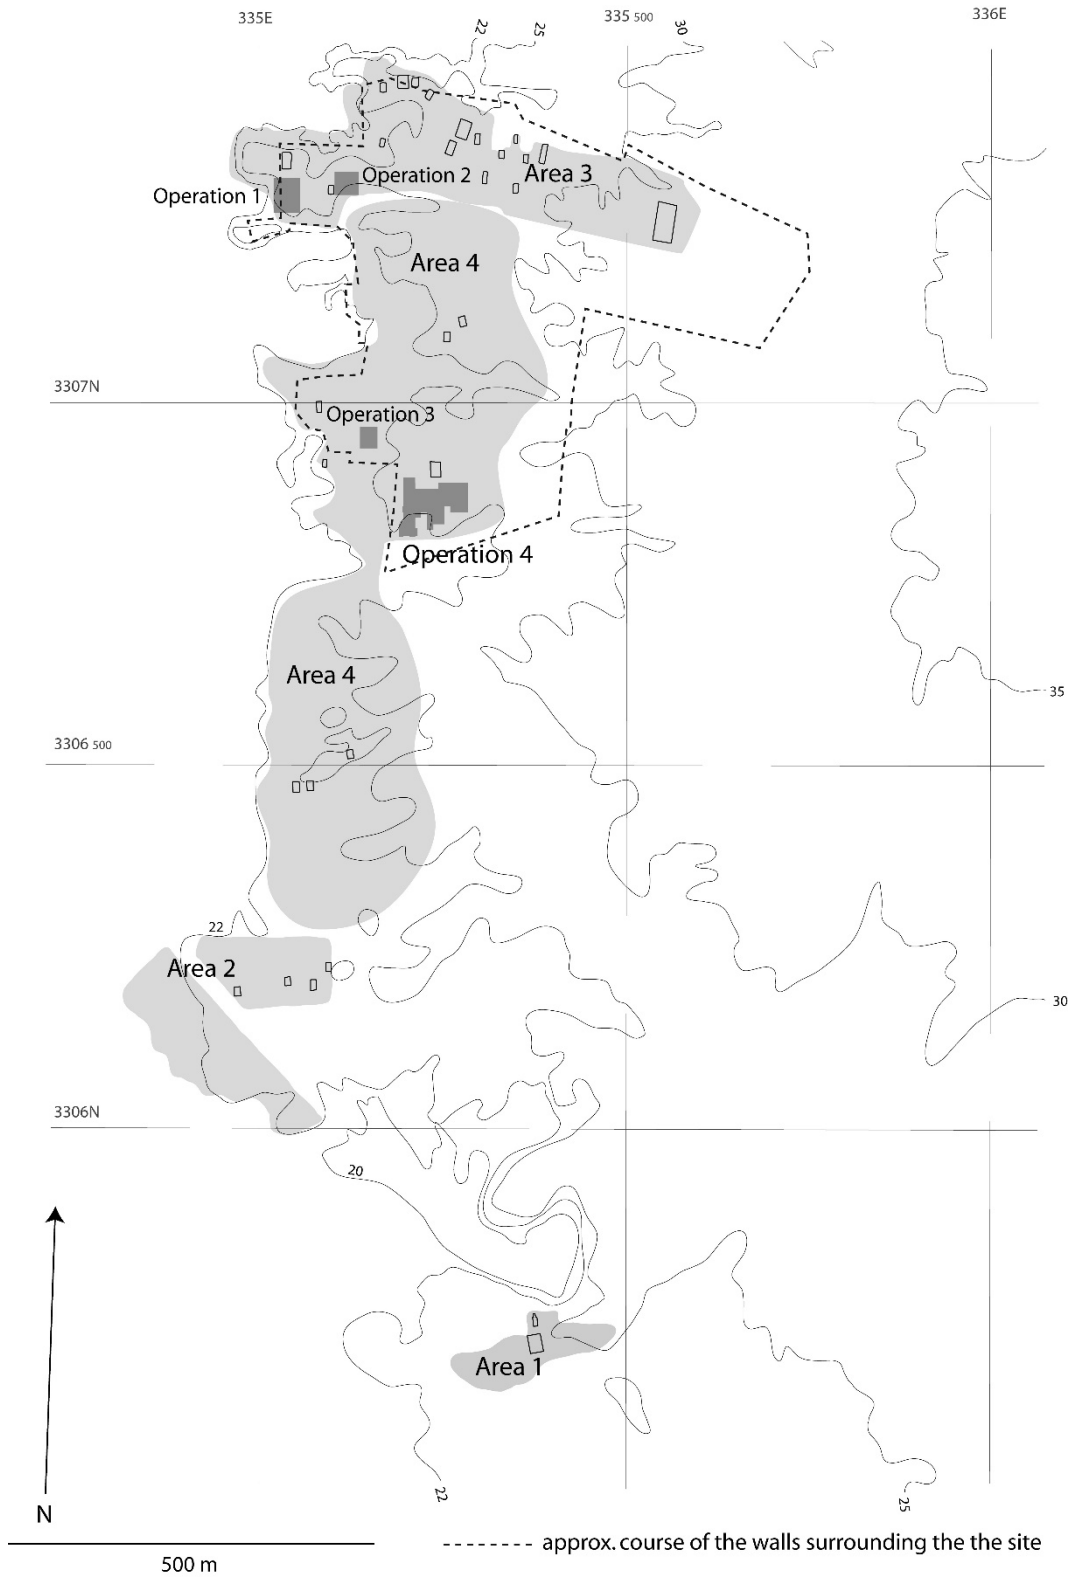 335E
335 500
336E
22
25
30
Operation 1
Operation 2
Area 3
Area 4
3307N
Operation 3
Operation 4
Area 4
35
3306 500
22
Area 2
30
3306N
20
Area 1
N
22
25
500 m
approx. course of the walls surrounding the the site